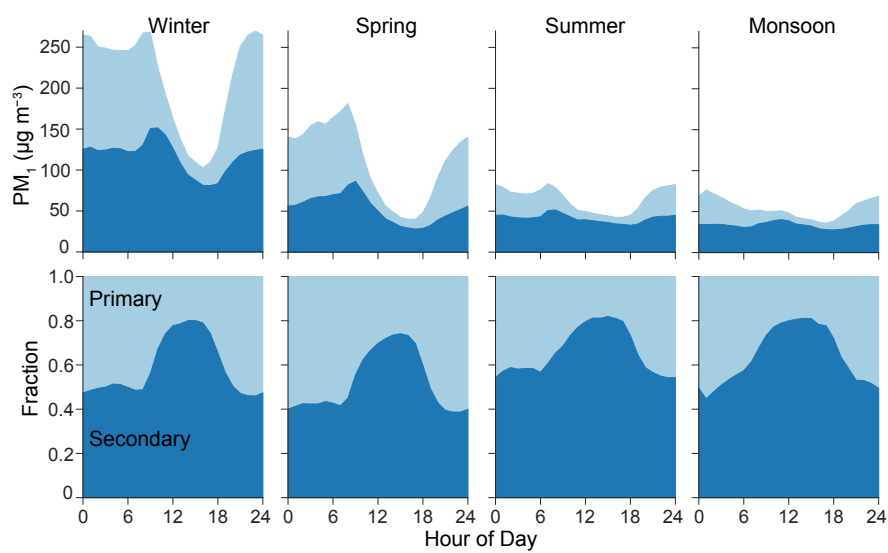 Winter Spring Summer Monsoon
PM₁ (µg m⁻³)
250
200
150
100
50
0
Fraction
1.0
0.8
0.6
0.4
0.2
0
Primary
Secondary
0 6 12 18 24 0 6 12 18 24 0 6 12 18 24 0 6 12 18 24
Hour of Day